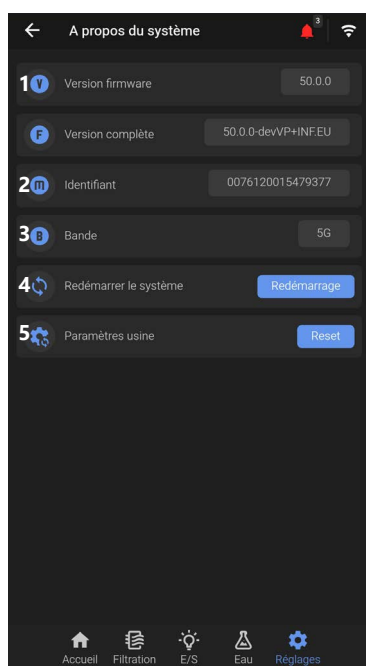 A propos du système
3
1 V Version firmware 50.0.0
F Version complète 50.0.0-devVP+INF.EU
2 m Identifiant 0076120015479377
3 B Bande 5G
4 Redémarrer le système Redémarrage
5 Paramètres usine Reset
Accueil Filtration E/S Eau Réglages